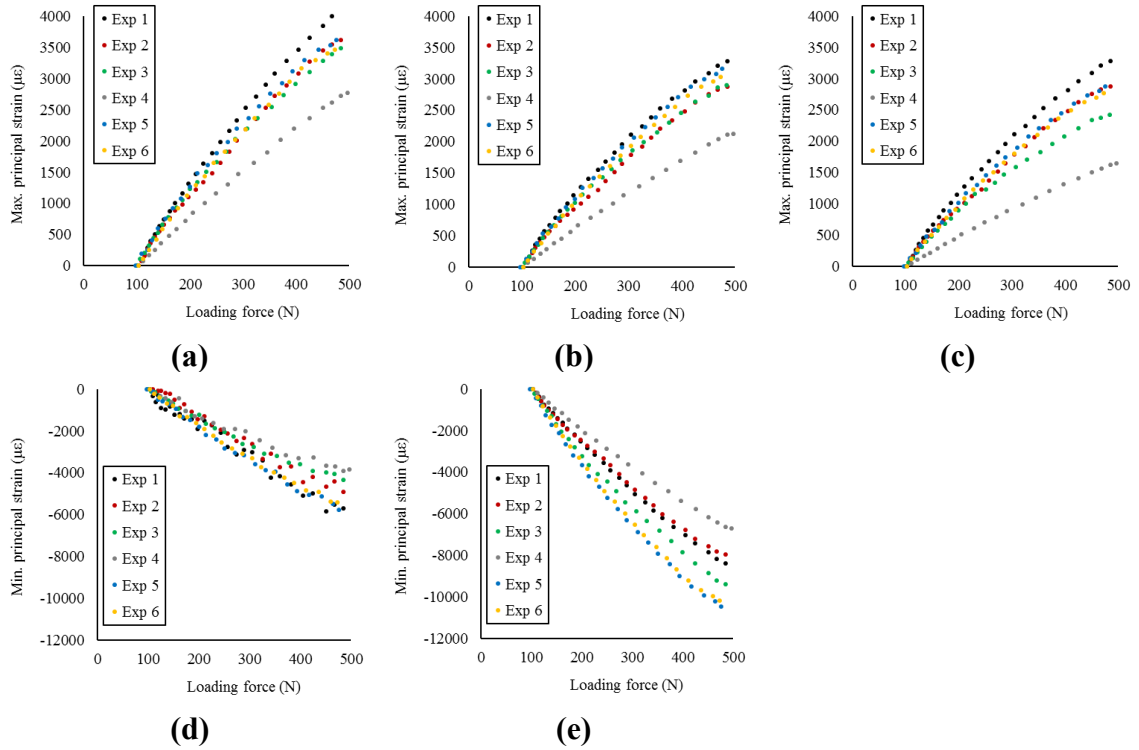 Max. principal strain (με)
4000
3500
3000
2500
2000
1500
1000
500
0
Exp 1
Exp 2
Exp 3
Exp 4
Exp 5
Exp 6
0 100 200 300 400 500
Loading force (N)
(a)
Max. principal strain (με)
4000
3500
3000
2500
2000
1500
1000
500
0
Exp 1
Exp 2
Exp 3
Exp 4
Exp 5
Exp 6
0 100 200 300 400 500
Loading force (N)
(b)
Max. principal strain (με)
4000
3500
3000
2500
2000
1500
1000
500
0
Exp 1
Exp 2
Exp 3
Exp 4
Exp 5
Exp 6
0 100 200 300 400 500
Loading force (N)
(c)
Min. principal strain (με)
0
-2000
-4000
-6000
-8000
-10000
-12000
Exp 1
Exp 2
Exp 3
Exp 4
Exp 5
Exp 6
0 100 200 300 400 500
Loading force (N)
(d)
Min. principal strain (με)
0
-2000
-4000
-6000
-8000
-10000
-12000
Exp 1
Exp 2
Exp 3
Exp 4
Exp 5
Exp 6
0 100 200 300 400 500
Loading force (N)
(e)